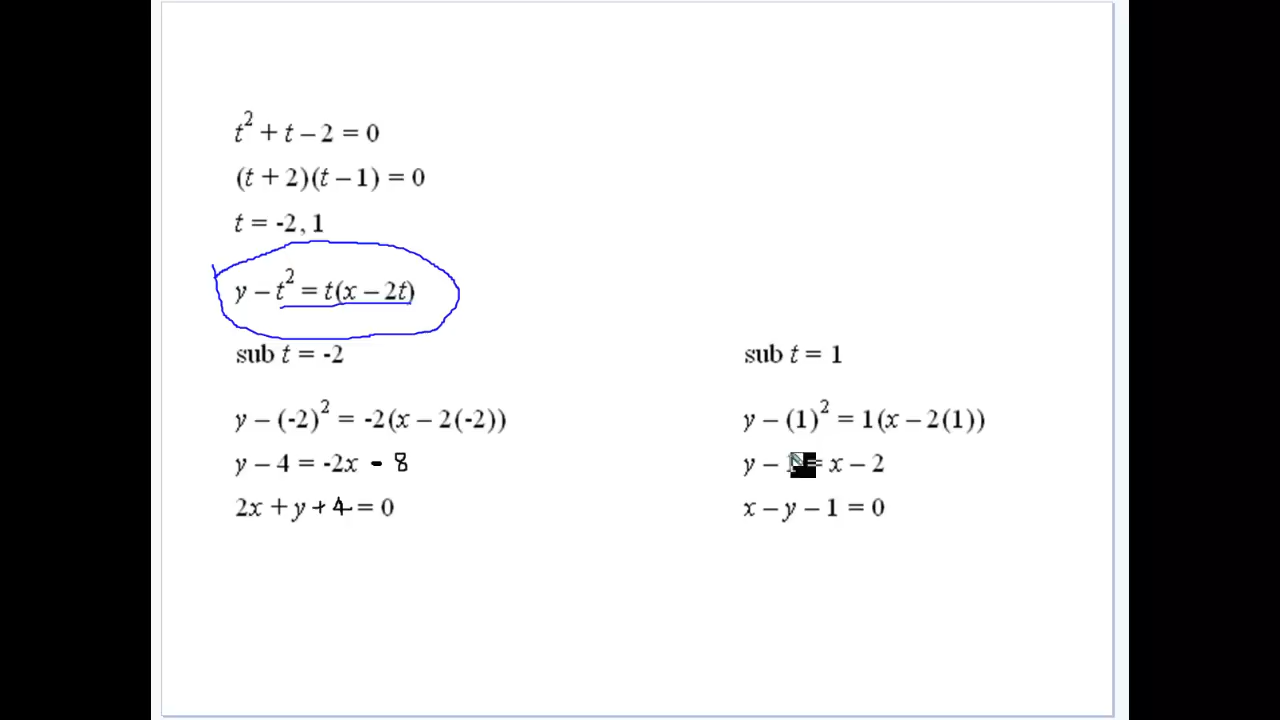 t² + t – 2 = 0
(t + 2)(t – 1) = 0
t = -2, 1
y – t² = t(x – 2t)
sub t = -2
y – (-2)² = -2(x – 2(-2))
y – 4 = -2x - 8
2x + y + 4 = 0
sub t = 1
y – (1)² = 1(x – 2(1))
y – = x – 2
x – y – 1 = 0